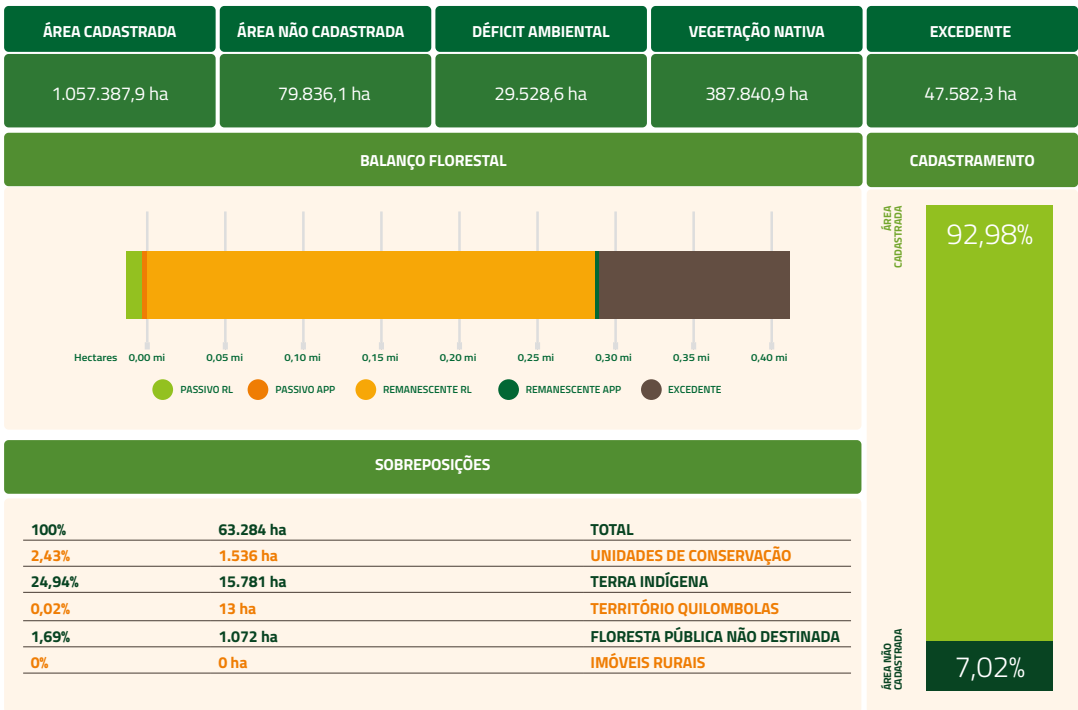 ÁREA CADASTRADA
ÁREA NÃO CADASTRADA
DÉFICIT AMBIENTAL
VEGETAÇÃO NATIVA
EXCEDENTE
1.057.387,9 ha
79.836,1 ha
29.528,6 ha
387.840,9 ha
47.582,3 ha
BALANÇO FLORESTAL
Hectares 0,00 mi 0,05 mi 0,10 mi 0,15 mi 0,20 mi 0,25 mi 0,30 mi 0,35 mi 0,40 mi
PASSIVO RL PASSIVO APP REMANESCENTE RL REMANESCENTE APP EXCEDENTE
CADASTRAMENTO
ÁREA
CADASTRADA
92,98%
ÁREA NÃO
CADASTRADA
7,02%
SOBREPOSIÇÕES
100% 63.284 ha TOTAL
2,43% 1.536 ha UNIDADES DE CONSERVAÇÃO
24,94% 15.781 ha TERRA INDÍGENA
0,02% 13 ha TERRITÓRIO QUILOMBOLAS
1,69% 1.072 ha FLORESTA PÚBLICA NÃO DESTINADA
0% 0 ha IMÓVEIS RURAIS